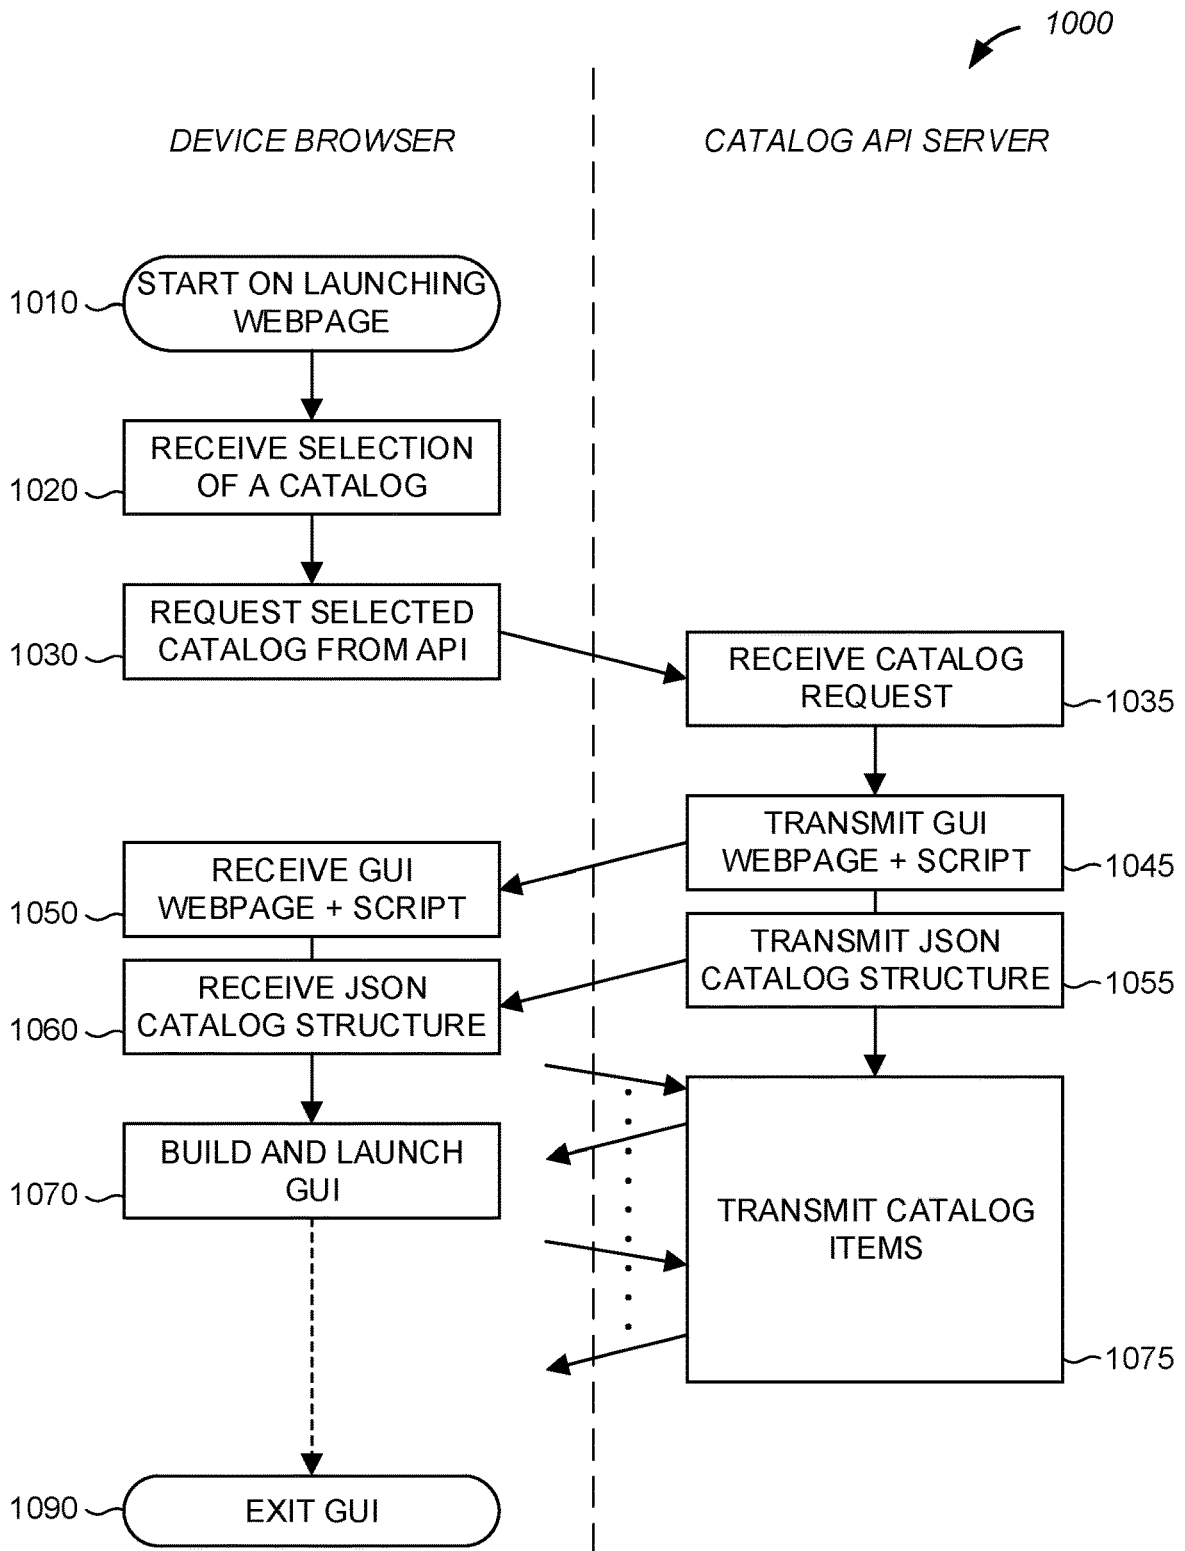 1000
DEVICE BROWSER
CATALOG API SERVER
START ON LAUNCHING
WEBPAGE
1010
RECEIVE SELECTION
OF A CATALOG
1020
REQUEST SELECTED
CATALOG FROM API
1030
RECEIVE CATALOG
REQUEST
1035
TRANSMIT GUI
WEBPAGE + SCRIPT
1045
RECEIVE GUI
WEBPAGE + SCRIPT
1050
TRANSMIT JSON
CATALOG STRUCTURE
1055
RECEIVE JSON
CATALOG STRUCTURE
1060
BUILD AND LAUNCH
GUI
1070
TRANSMIT CATALOG
ITEMS
1075
EXIT GUI
1090